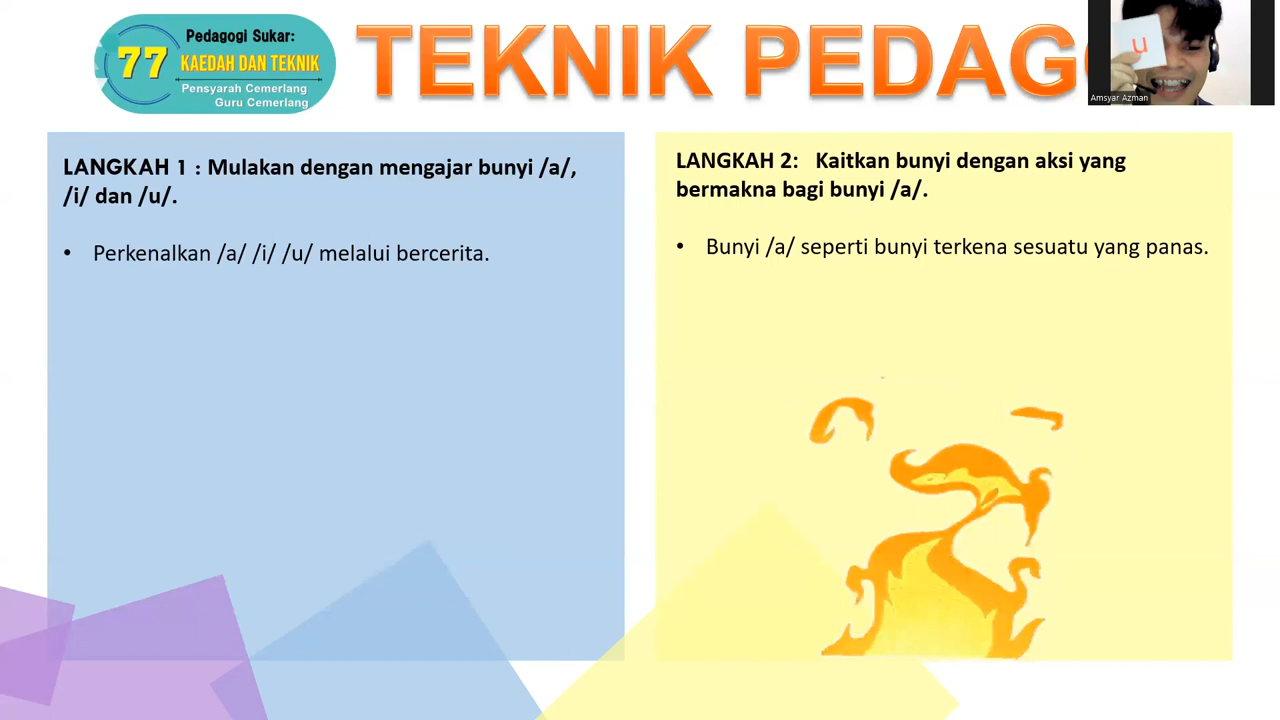 Pedagogi Sukar:
77 KAEDAH DAN TEKNIK
Pensyarah Cemerlang
Guru Cemerlang
TEKNIK PEDAG
u
Amsyar Azman
LANGKAH 1 : Mulakan dengan mengajar bunyi /a/,
/i/ dan /u/.
• Perkenalkan /a/ /i/ /u/ melalui bercerita.
LANGKAH 2: Kaitkan bunyi dengan aksi yang
bermakna bagi bunyi /a/.
• Bunyi /a/ seperti bunyi terkena sesuatu yang panas.